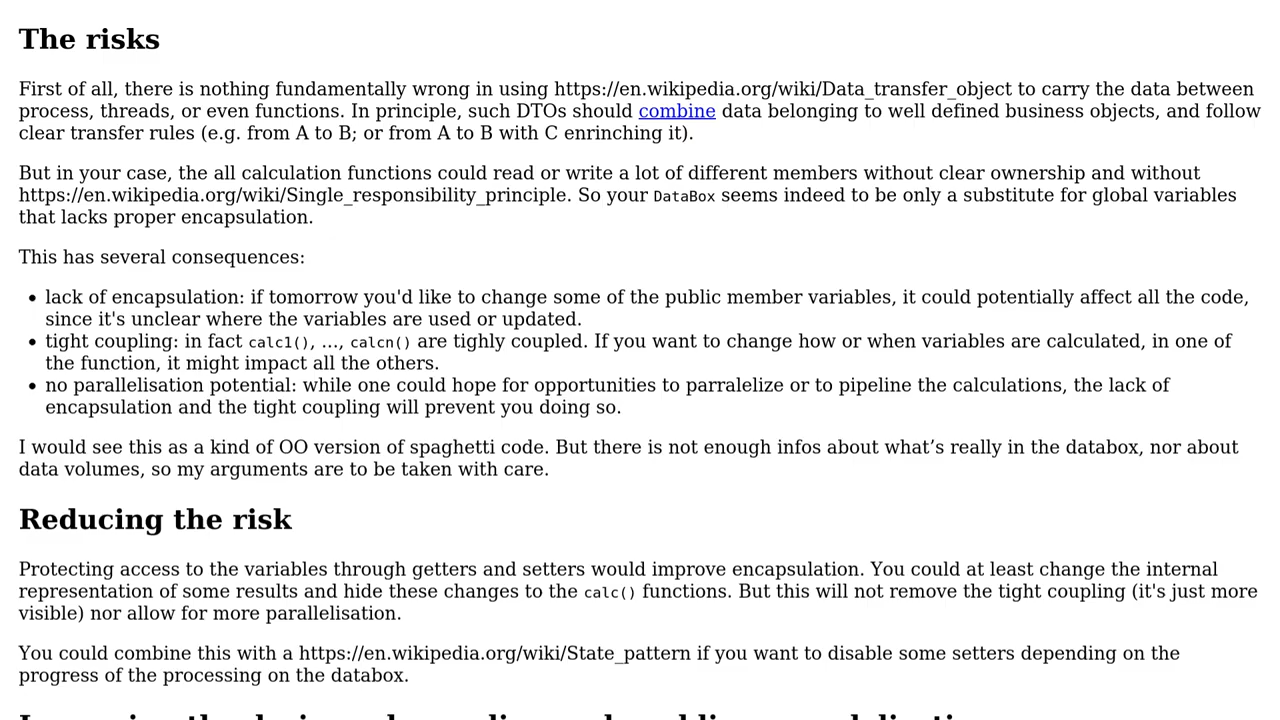 The risks
First of all, there is nothing fundamentally wrong in using https://en.wikipedia.org/wiki/Data_transfer_object to carry the data between
process, threads, or even functions. In principle, such DTOs should combine data belonging to well defined business objects, and follow
clear transfer rules (e.g. from A to B; or from A to B with C enrinching it).
But in your case, the all calculation functions could read or write a lot of different members without clear ownership and without
https://en.wikipedia.org/wiki/Single_responsibility_principle. So your DataBox seems indeed to be only a substitute for global variables
that lacks proper encapsulation.
This has several consequences:
• lack of encapsulation: if tomorrow you'd like to change some of the public member variables, it could potentially affect all the code,
since it's unclear where the variables are used or updated.
• tight coupling: in fact calc1(), ..., calcn() are tighly coupled. If you want to change how or when variables are calculated, in one of
the function, it might impact all the others.
• no parallelisation potential: while one could hope for opportunities to parralelize or to pipeline the calculations, the lack of
encapsulation and the tight coupling will prevent you doing so.
I would see this as a kind of OO version of spaghetti code. But there is not enough infos about what’s really in the databox, nor about
data volumes, so my arguments are to be taken with care.
Reducing the risk
Protecting access to the variables through getters and setters would improve encapsulation. You could at least change the internal
representation of some results and hide these changes to the calc() functions. But this will not remove the tight coupling (it's just more
visible) nor allow for more parallelisation.
You could combine this with a https://en.wikipedia.org/wiki/State_pattern if you want to disable some setters depending on the
progress of the processing on the databox.